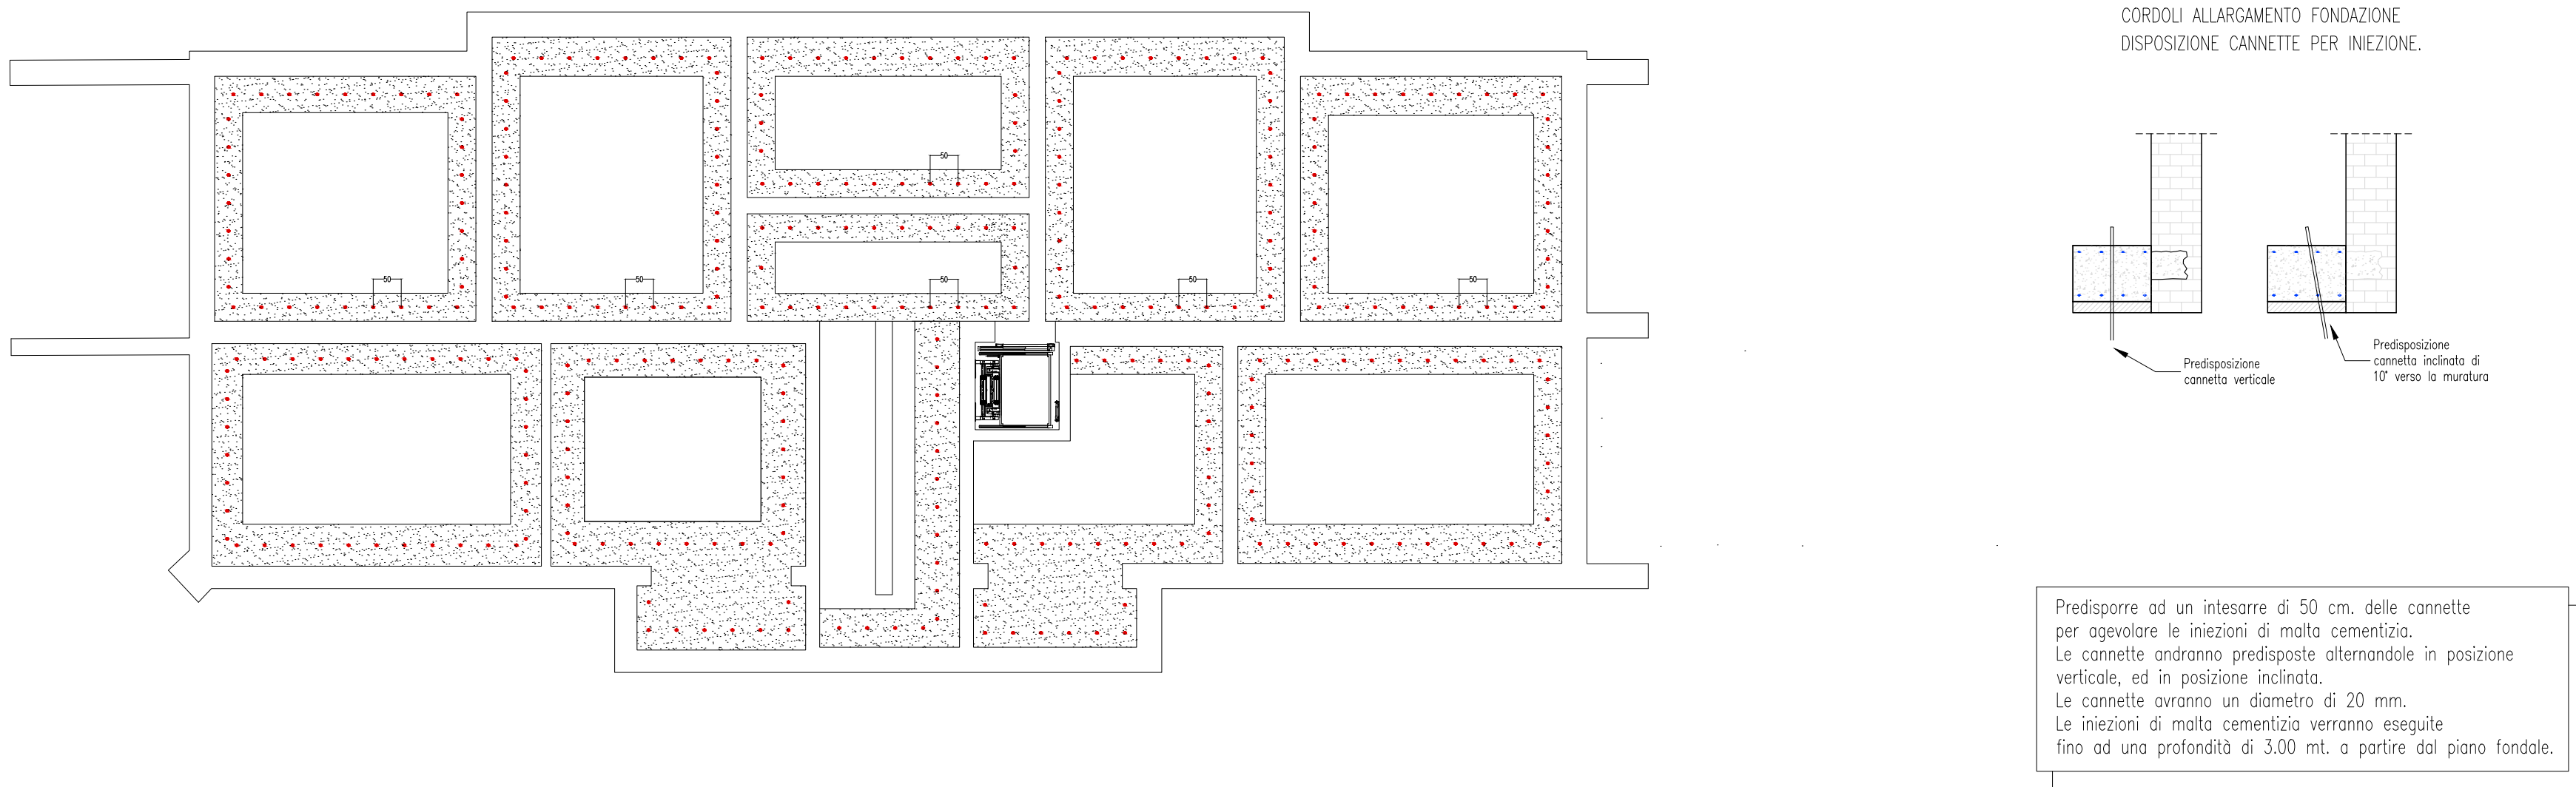 CORDOLI ALLARGAMENTO FONDAZIONE
DISPOSIZIONE CANNETTE PER INIEZIONE.
50
50
50
50
50
50
Predisposizione
cannetta verticale
Predisposizione
cannetta inclinata di
10° verso la muratura
Predisporre ad un intesarre di 50 cm. delle cannette
per agevolare le iniezioni di malta cementizia.
Le cannette andranno predisposte alternandole in posizione
verticale, ed in posizione inclinata.
Le cannette avranno un diametro di 20 mm.
Le iniezioni di malta cementizia verranno eseguite
fino ad una profondità di 3.00 mt. a partire dal piano fondale.